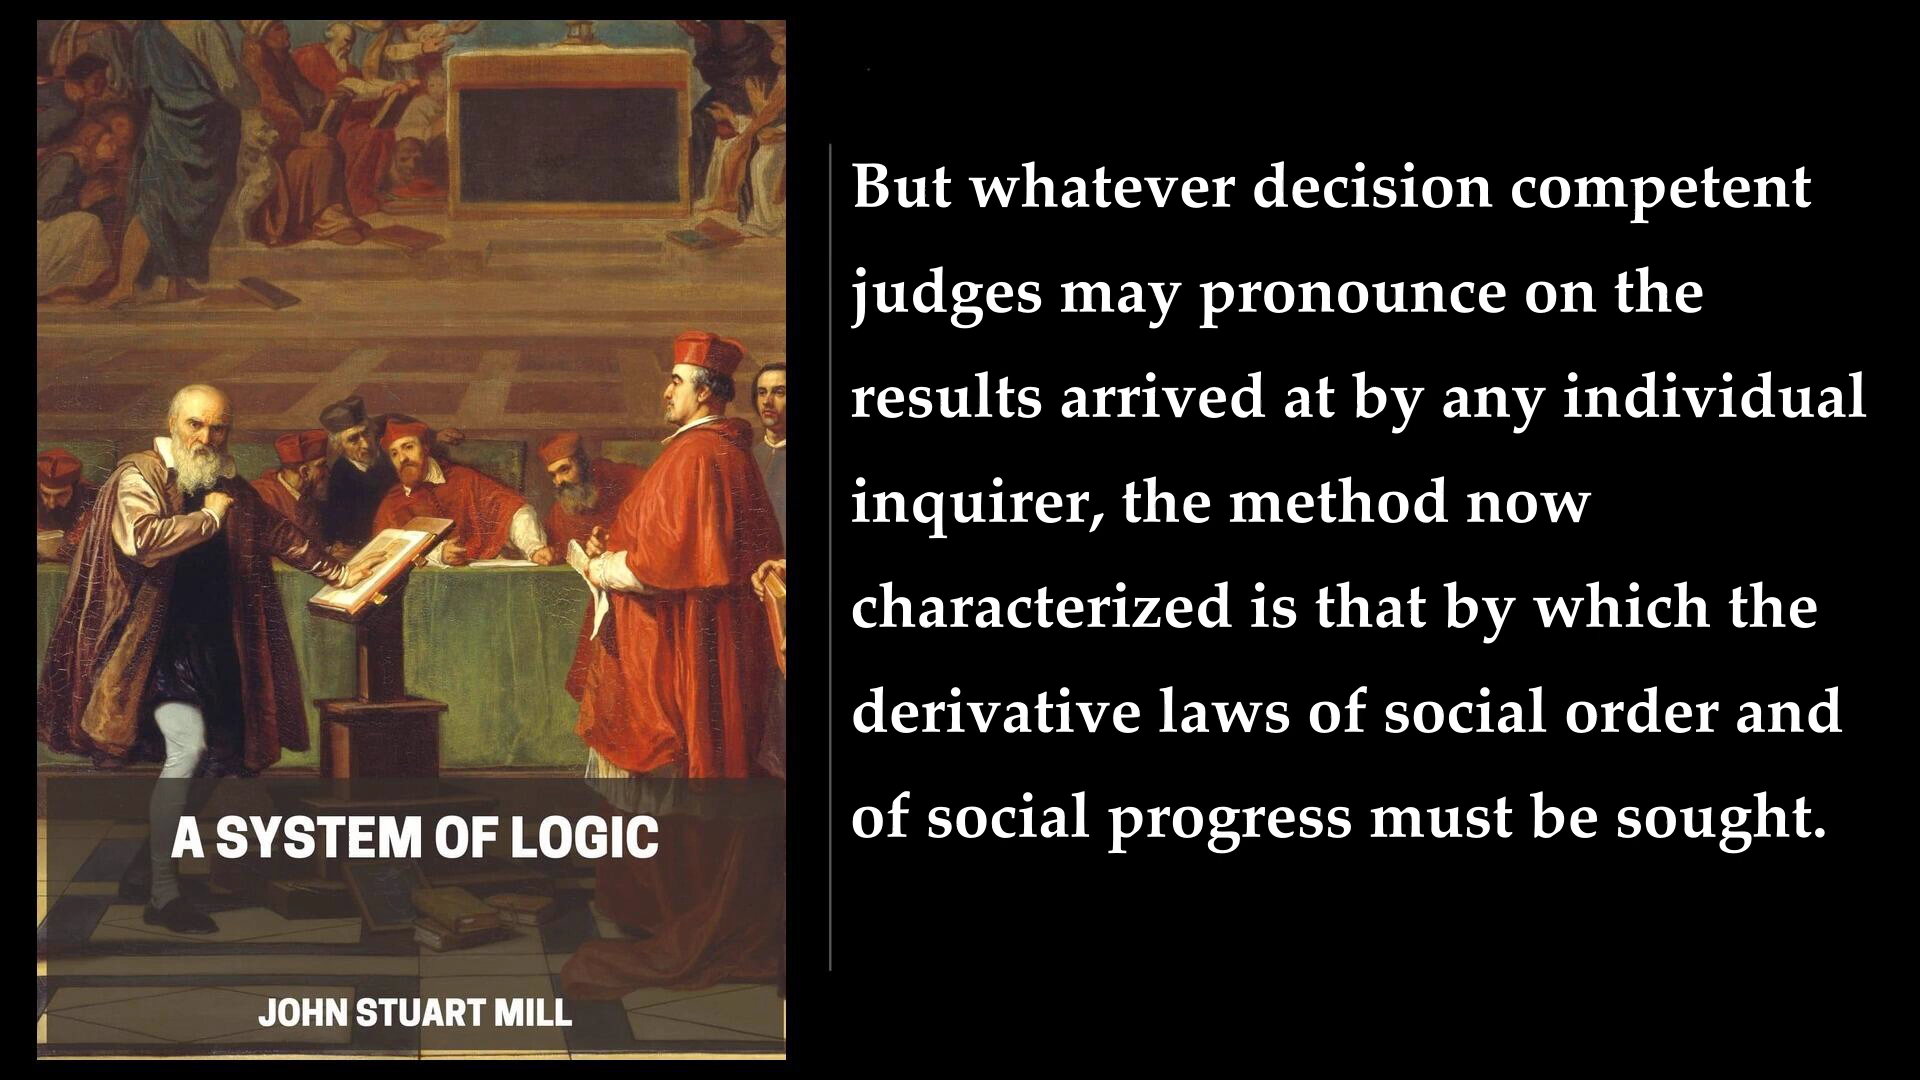 A SYSTEM OF LOGIC
JOHN STUART MILL
But whatever decision competent
judges may pronounce on the
results arrived at by any individual
inquirer, the method now
characterized is that by which the
derivative laws of social order and
of social progress must be sought.